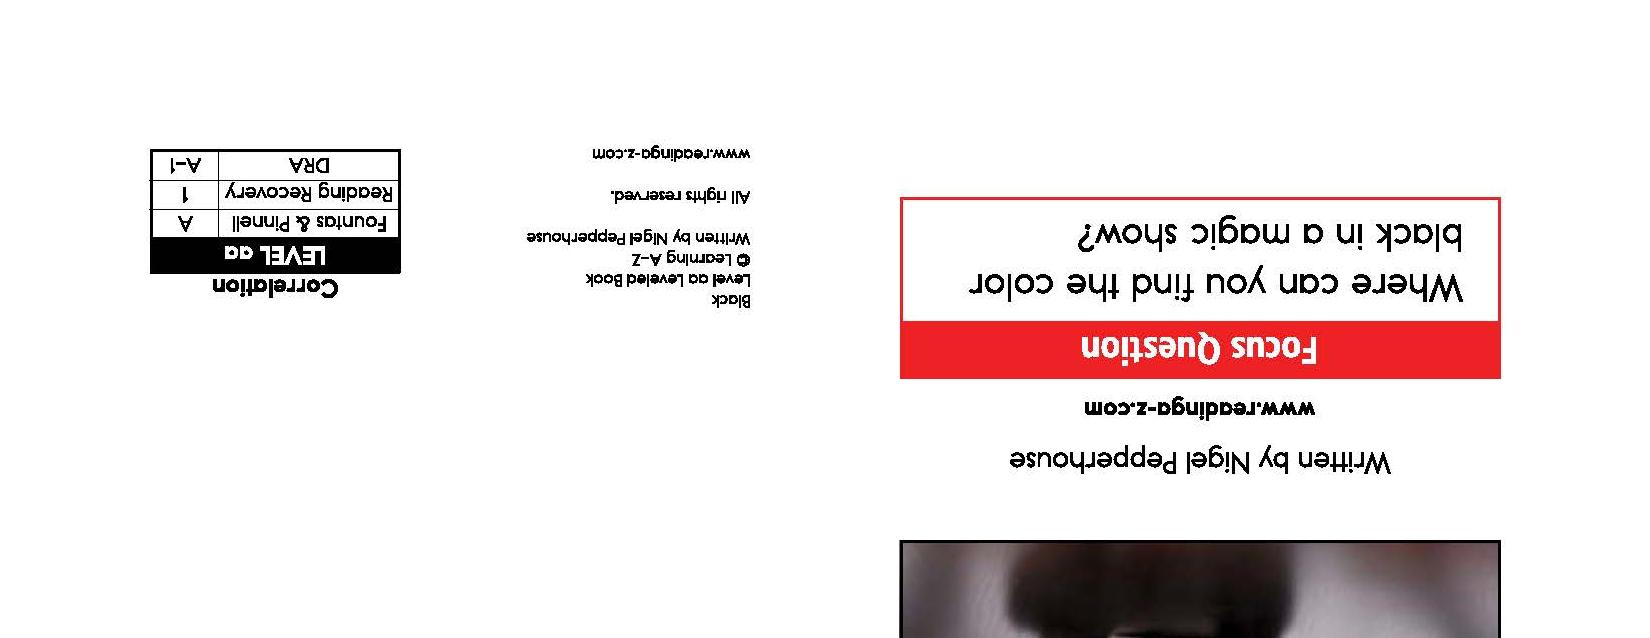 Written by Nigel Pepperhouse
www.readinga-z.com
Focus Question
Where can you find the color
black in a magic show?
Black
Level aa Leveled Book
© Learning A–Z
Written by Nigel Pepperhouse
All rights reserved.
www.readinga-z.com
Correlation
LEVEL aa
Fountas & Pinnell A
Reading Recovery 1
DRA A–1